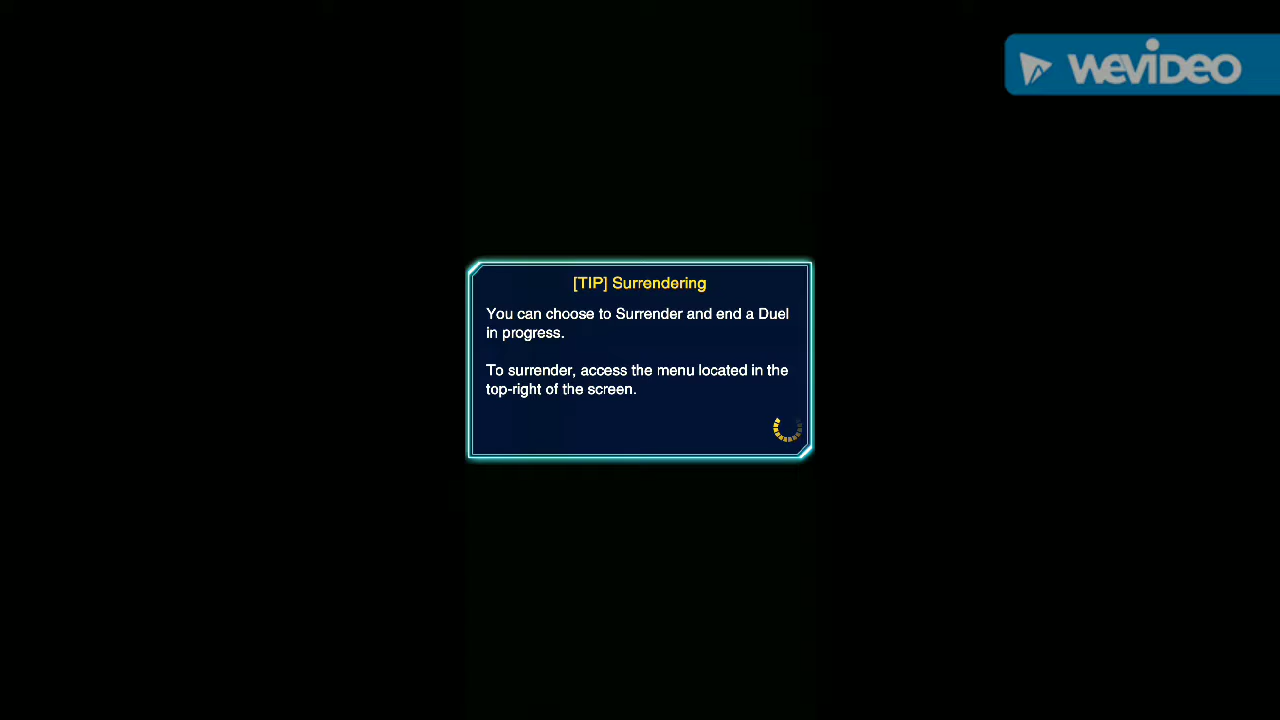 WEVIDEO
[TIP] Surrendering
You can choose to Surrender and end a Duel
in progress.
To surrender, access the menu located in the
top-right of the screen.